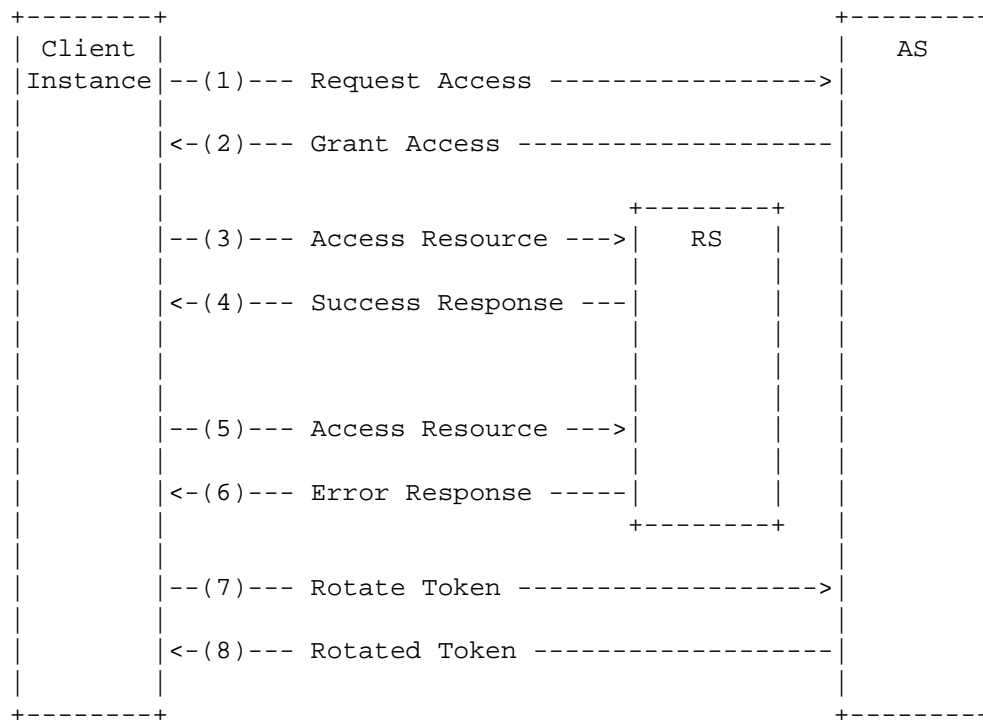 Client AS
Instance --(1)--- Request Access ----------------->
<-(2)--- Grant Access --------------------
--(3)--- Access Resource ---> RS
<-(4)--- Success Response ---
--(5)--- Access Resource --->
<-(6)--- Error Response -----
--(7)--- Rotate Token ------------------->
<-(8)--- Rotated Token -------------------